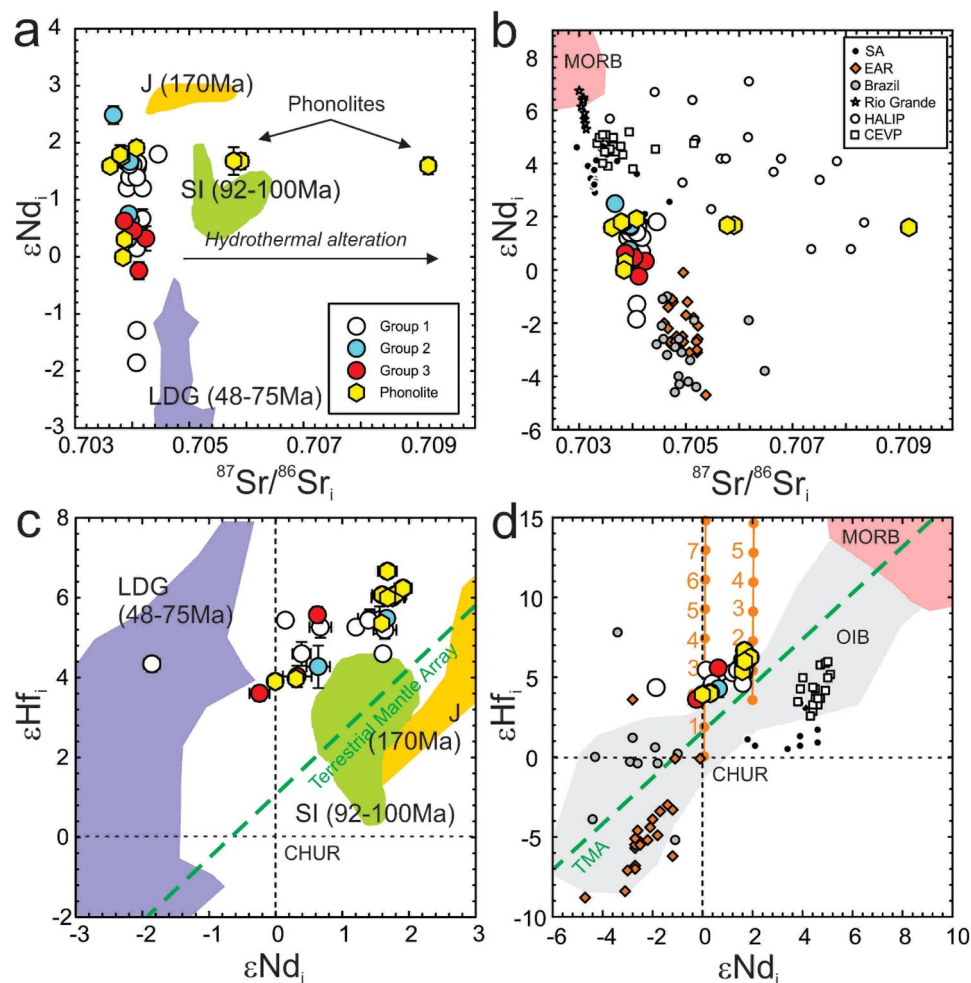 a
4
3
2
1
0
-1
-2
-3
εNdi
J (170Ma)
Phonolites
SI (92-100Ma)
Hydrothermal alteration
LDG (48-75Ma)
Group 1
Group 2
Group 3
Phonolite
0.703
0.705
0.707
0.709
87Sr/86Sri
b
8
6
4
2
0
-2
-4
-6
εNdi
MORB
SA
EAR
Brazil
Rio Grande
HALIP
CEVP
0.703
0.705
0.707
0.709
87Sr/86Sri
c
8
6
4
2
0
-2
εHfi
LDG
(48-75Ma)
Terrestrial Mantle Array
J
(170Ma)
SI (92-100Ma)
CHUR
-3
-2
-1
0
1
2
3
εNdi
d
15
10
5
0
-5
-10
εHfi
MORB
7
6
5
4
3
1
5
4
3
2
OIB
CHUR
TMA
-6
-4
-2
0
2
4
6
8
10
εNdi